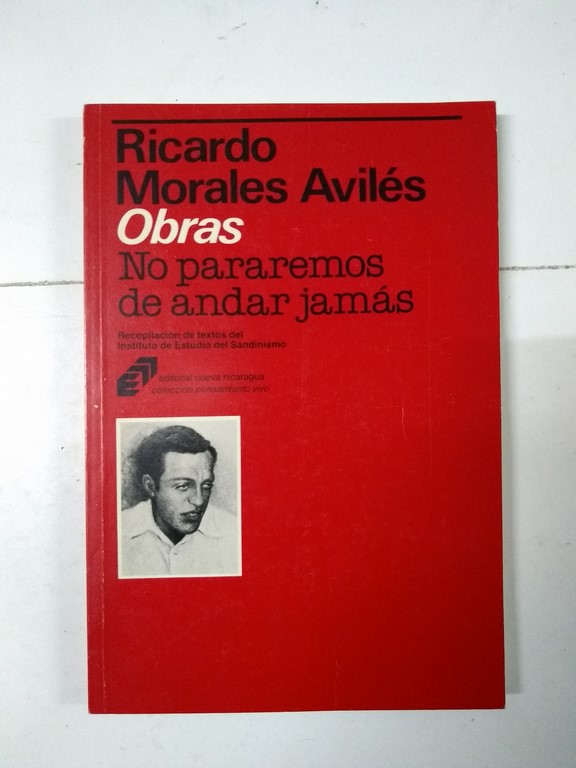 Ricardo
Morales Avilés
Obras
No pararemos
de andar jamás
Recopilación de textos del
Instituto de Estudio del Sandinismo
editorial nueva nicaragua
colección pensamiento vivo